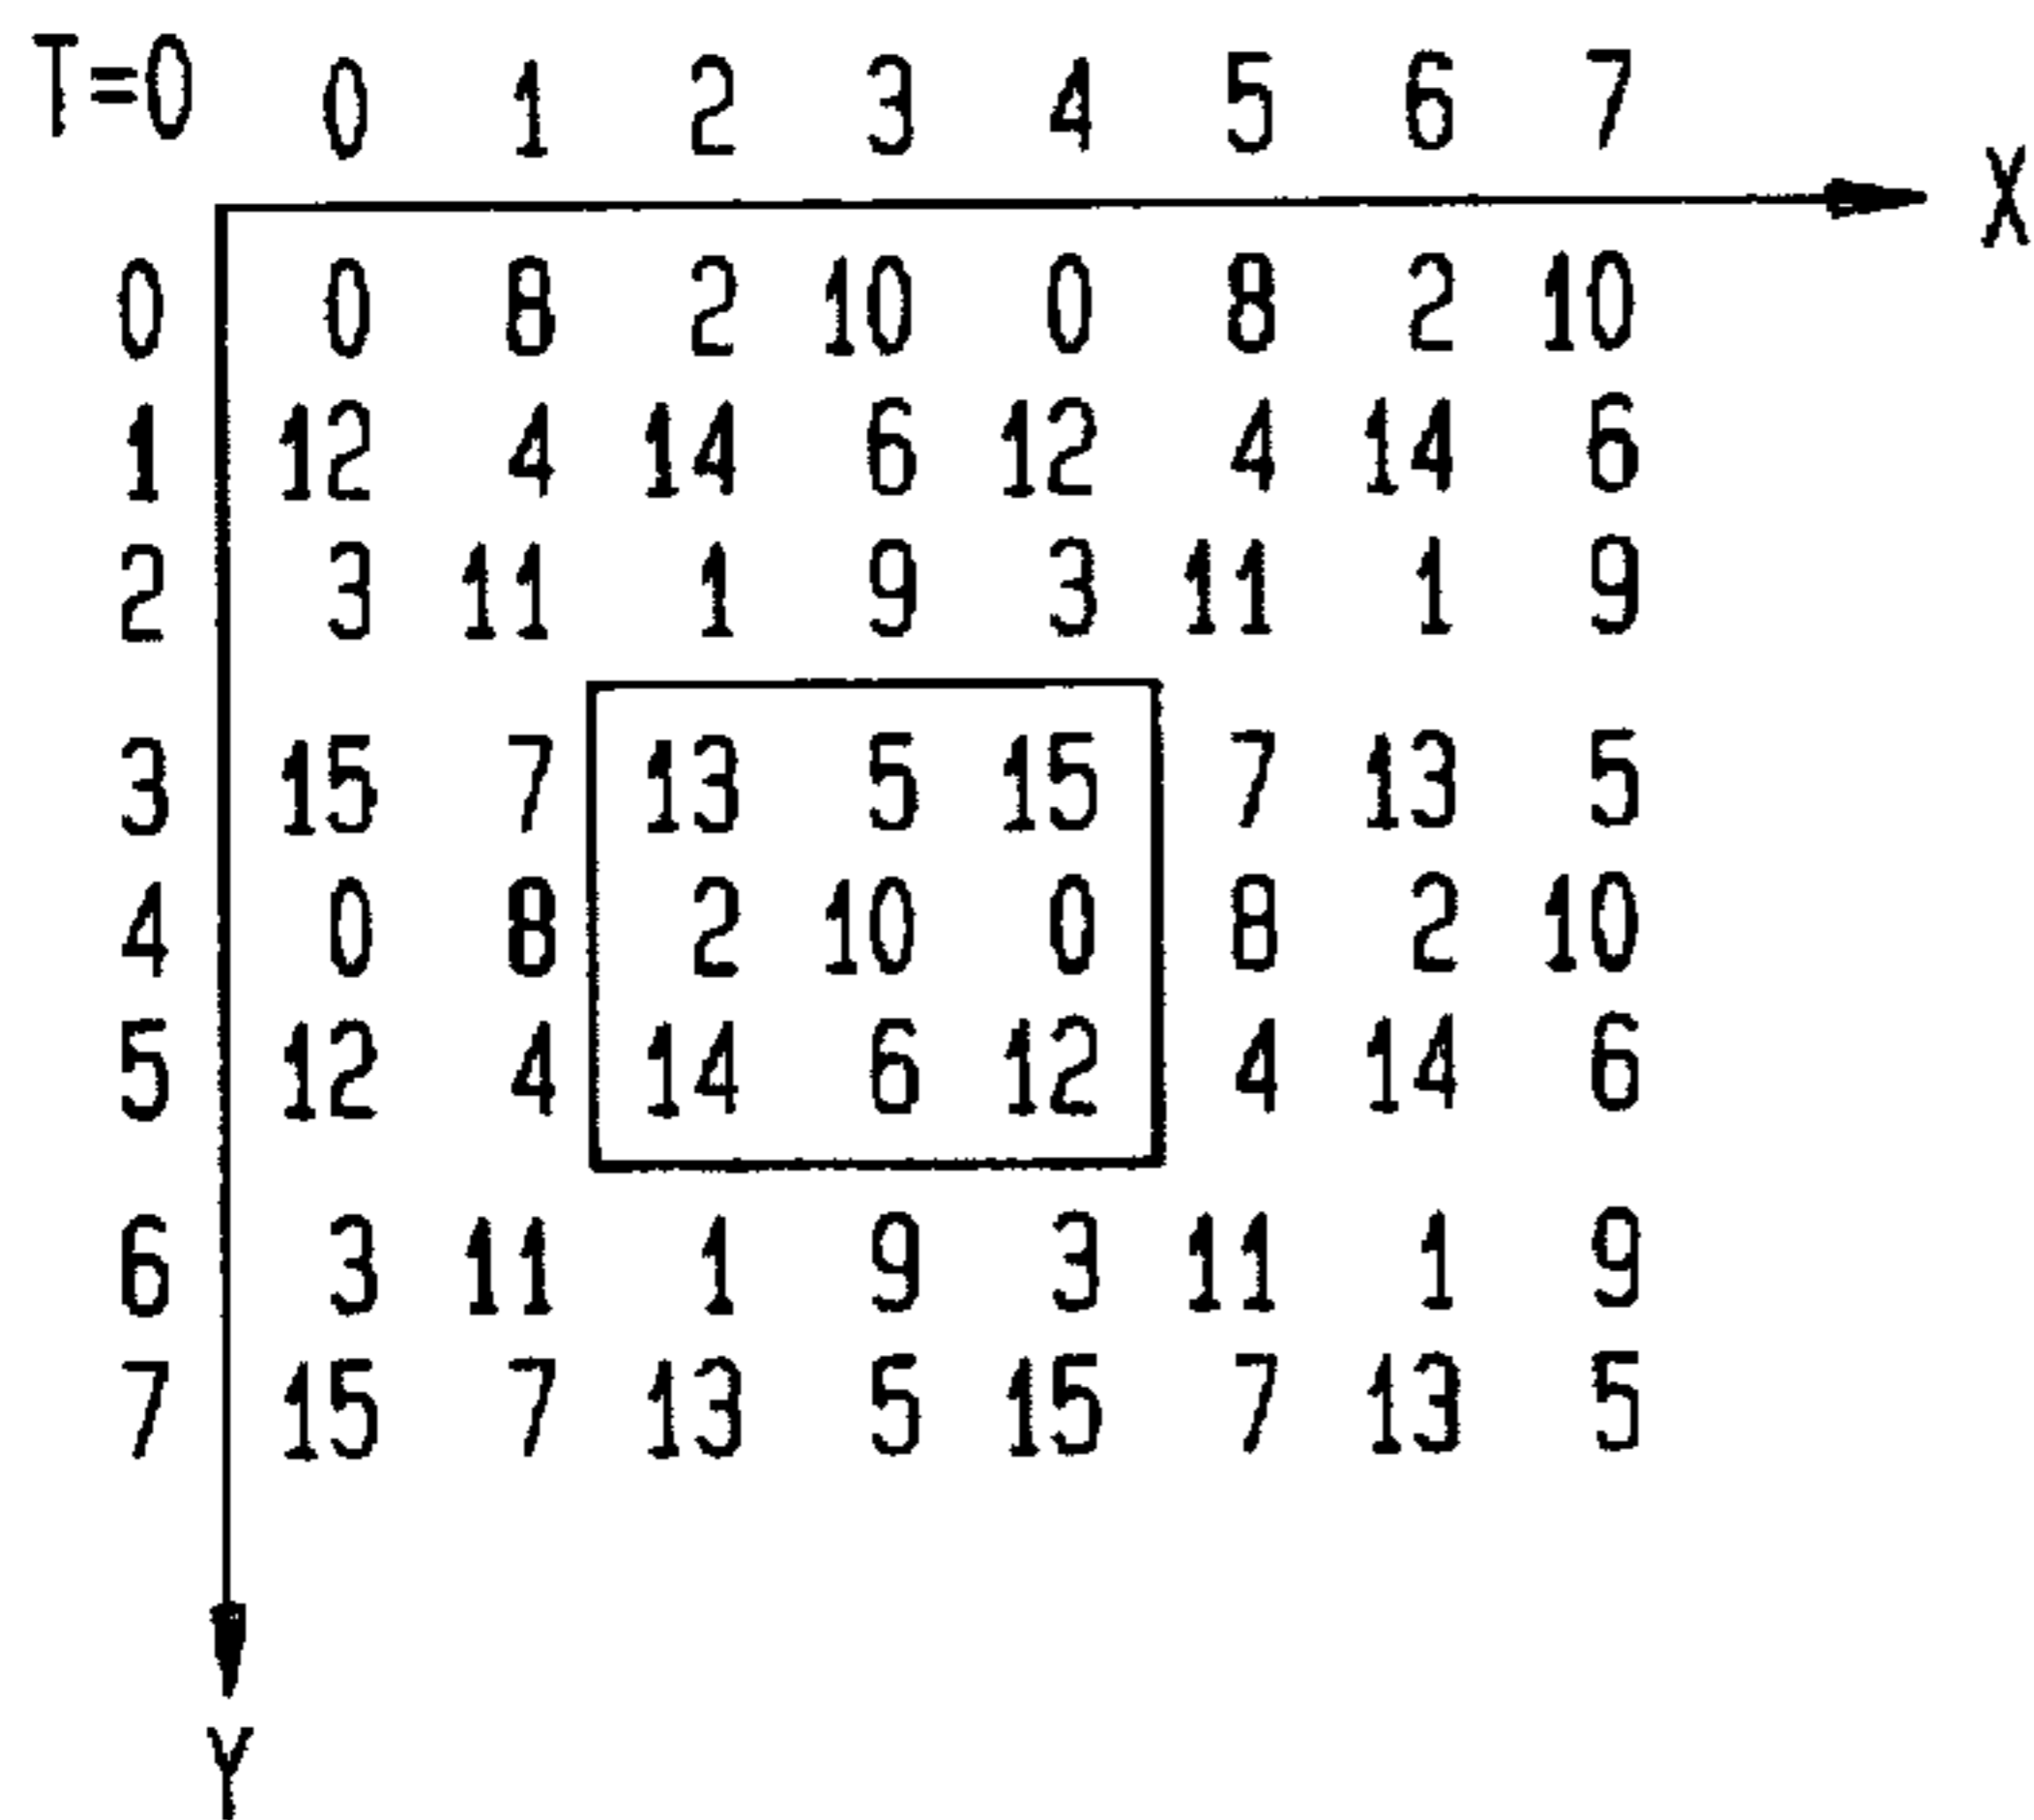 T=0 0 1 2 3 4 5 6 7
X
0 0 8 2 10 0 8 2 10
1 12 4 14 6 12 4 14 6
2 3 11 1 9 3 11 1 9
3 15 7 13 5 15 7 13 5
4 0 8 2 10 0 8 2 10
5 12 4 14 6 12 4 14 6
6 3 11 1 9 3 11 1 9
7 15 7 13 5 15 7 13 5
Y